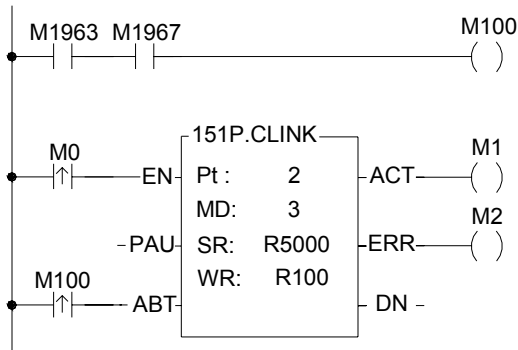 M1963 M1967 M100
151P.CLINK
M0 EN Pt : 2 ACT M1
MD: 3
PAU SR: R5000 ERR M2
WR: R100
M100 ABT DN